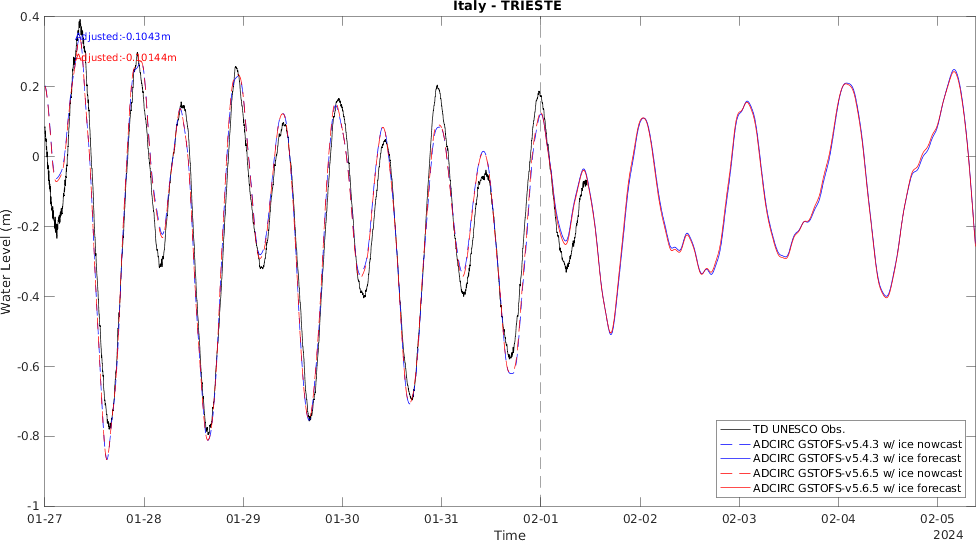 Italy - TRIESTE
0.4
0.2
0
-0.2
-0.4
-0.6
-0.8
-1
Water Level (m)
Adjusted:-0.1043m
Adjusted:-0.10144m
TD UNESCO Obs.
ADCIRC GSTOFS-v5.4.3 w/ ice nowcast
ADCIRC GSTOFS-v5.4.3 w/ ice forecast
ADCIRC GSTOFS-v5.6.5 w/ ice nowcast
ADCIRC GSTOFS-v5.6.5 w/ ice forecast
01-27 01-28 01-29 01-30 01-31 02-01 02-02 02-03 02-04 02-05
Time
2024